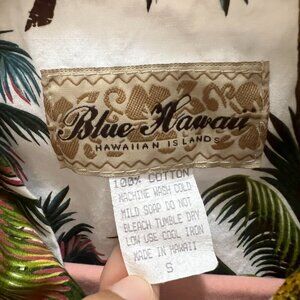 Blue Hawaii
HAWAIIAN ISLANDS
100% COTTON
MACHINE WASH COLD
MILD SOAP DO NOT
BLEACH TUMBLE DRY
LOW USE COOL IRON
MADE IN HAWAII
S